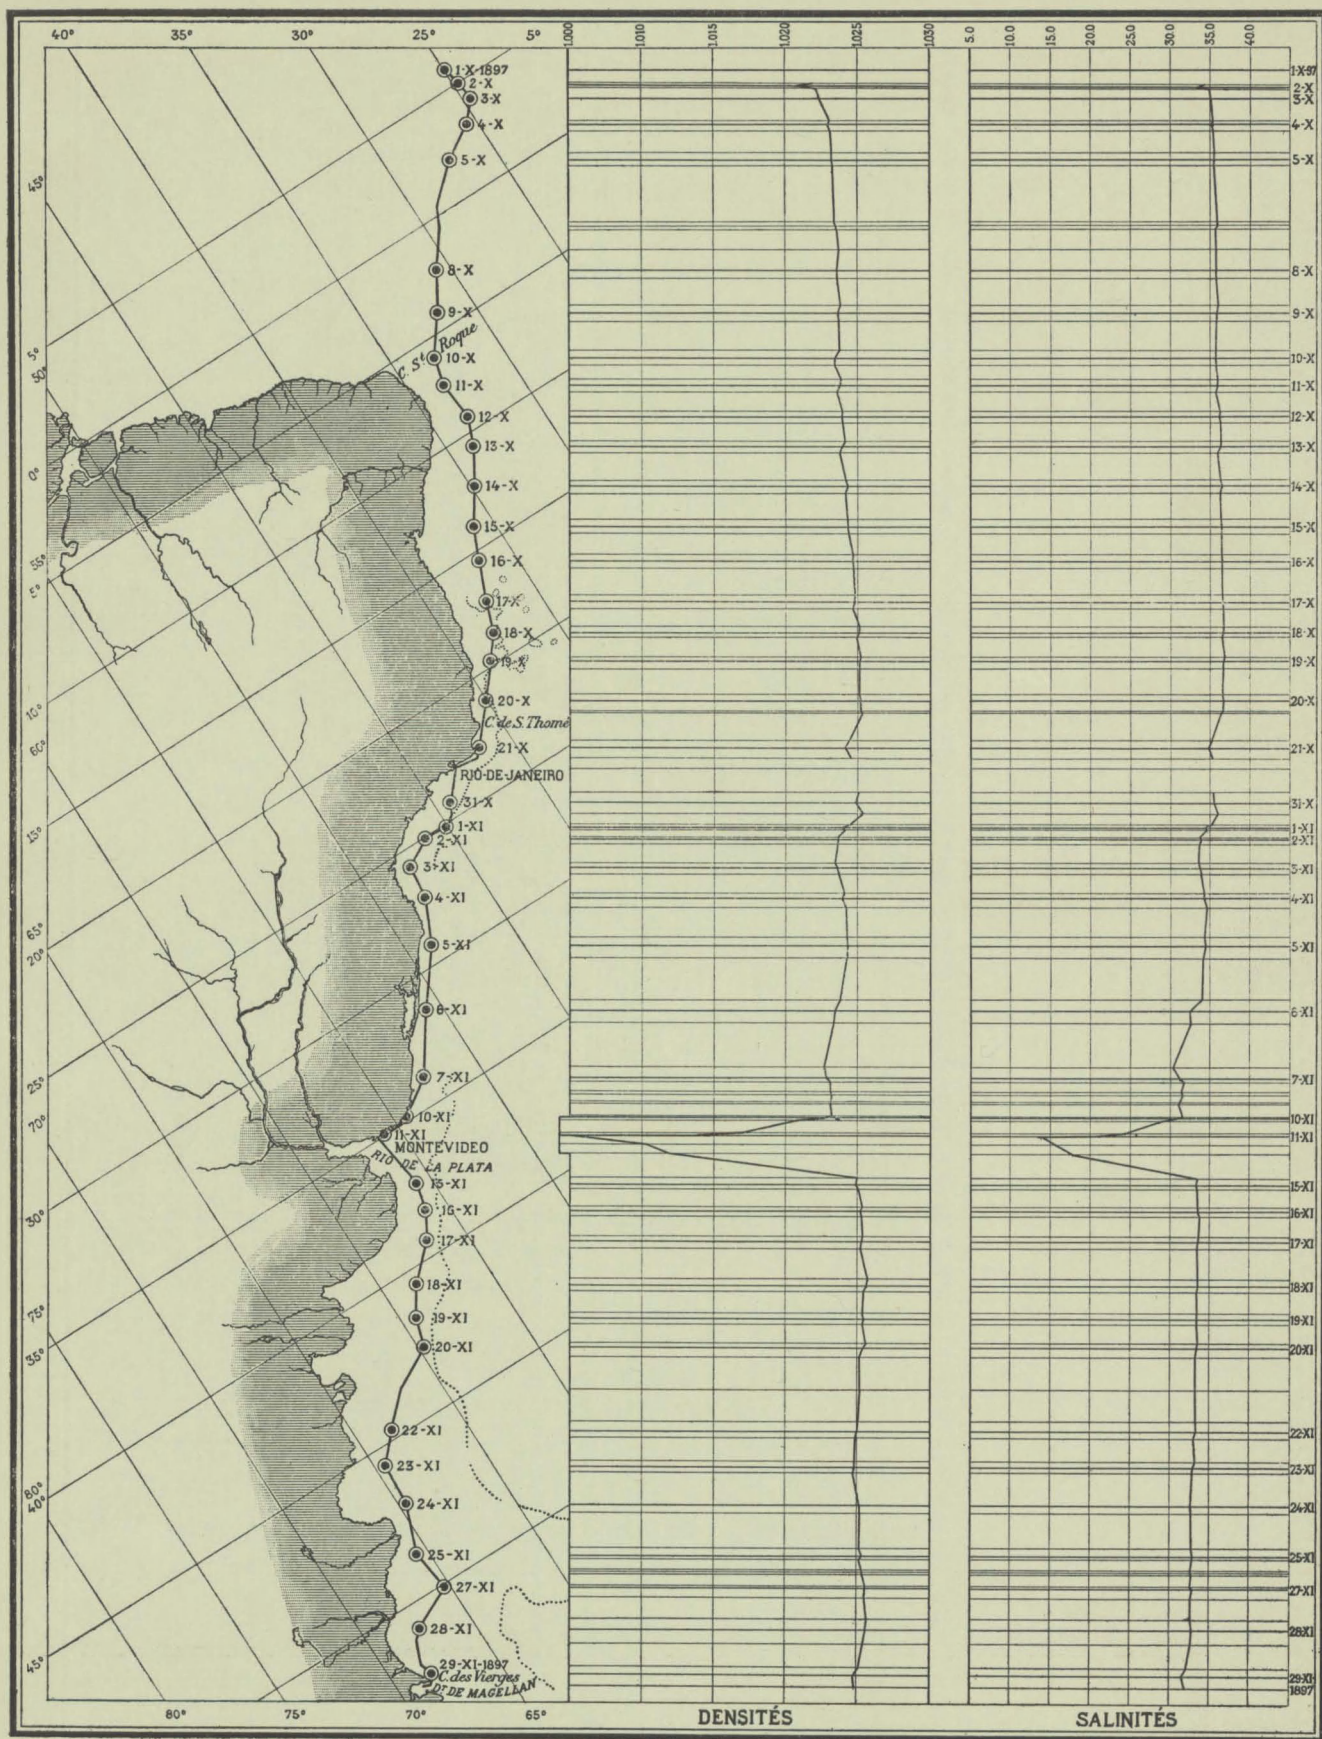 40° 35° 30° 25° 5°
1.000 1.010 1.015 1.020 1.025 1.030
5.0 10.0 15.0 20.0 25.0 30.0 35.0 40.0
1-X-1897
2-X
3-X
4-X
5-X
8-X
9-X
C. St. Roque
10-X
11-X
12-X
13-X
14-X
15-X
16-X
17-X
18-X
19-X
20-X
C. de S. Thomé
21-X
RIO-DE-JANEIRO
31-X
1-XI
2-XI
3-XI
4-XI
5-XI
6-XI
7-XI
10-XI
11-XI
MONTEVIDEO
RIO DE LA PLATA
15-XI
16-XI
17-XI
18-XI
19-XI
20-XI
22-XI
23-XI
24-XI
25-XI
27-XI
28-XI
29-XI-1897
C. des Vierges
DT DE MAGELLAN
45°
5°
50°
0°
55°
5°
10°
60°
15°
65°
20°
25°
70°
30°
75°
35°
80°
40°
45°
80° 75° 70° 65°
1-X-97
2-X
3-X
4-X
5-X
8-X
9-X
10-X
11-X
12-X
13-X
14-X
15-X
16-X
17-X
18-X
19-X
20-X
21-X
31-X
1-XI
2-XI
3-XI
4-XI
5-XI
6-XI
7-XI
10-XI
11-XI
15-XI
16-XI
17-XI
18-XI
19-XI
20-XI
22-XI
23-XI
24-XI
25-XI
27-XI
28-XI
29-XI
1897
DENSITÉS
SALINITÉS